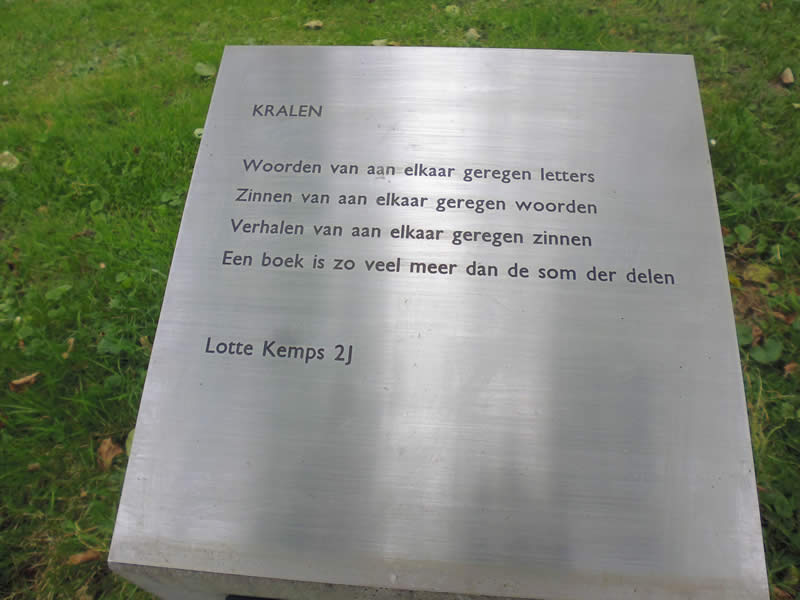 KRALEN
Woorden van aan elkaar geregen letters
Zinnen van aan elkaar geregen woorden
Verhalen van aan elkaar geregen zinnen
Een boek is zo veel meer dan de som der delen
Lotte Kemps 2J